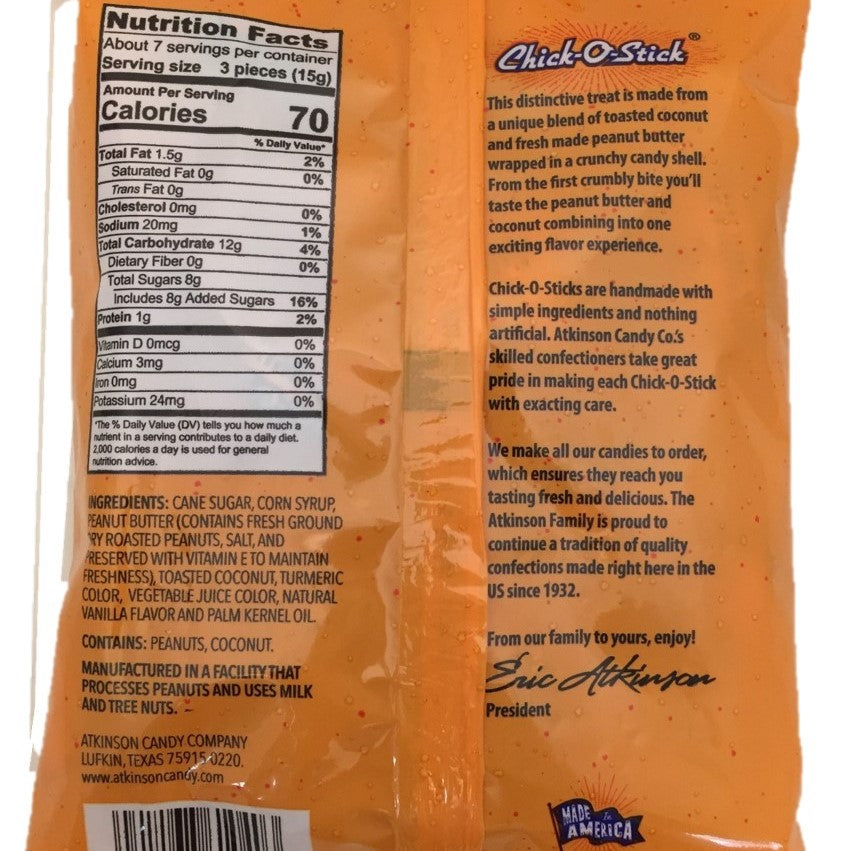 Nutrition Facts
About 7 servings per container
Serving size 3 pieces (15g)
Amount Per Serving
Calories 70
% Daily Value*
Total Fat 1.5g 2%
Saturated Fat 0g 0%
Trans Fat 0g
Cholesterol 0mg 0%
Sodium 20mg 1%
Total Carbohydrate 12g 4%
Dietary Fiber 0g 0%
Total Sugars 8g
Includes 8g Added Sugars 16%
Protein 1g 2%
Vitamin D 0mcg 0%
Calcium 3mg 0%
Iron 0mg 0%
Potassium 24mg 0%
*The % Daily Value (DV) tells you how much a
nutrient in a serving contributes to a daily diet.
2,000 calories a day is used for general
nutrition advice.
INGREDIENTS: CANE SUGAR, CORN SYRUP,
PEANUT BUTTER (CONTAINS FRESH GROUND
DRY ROASTED PEANUTS, SALT, AND
PRESERVED WITH VITAMIN E TO MAINTAIN
FRESHNESS), TOASTED COCONUT, TURMERIC
COLOR, VEGETABLE JUICE COLOR, NATURAL
VANILLA FLAVOR AND PALM KERNEL OIL.
CONTAINS: PEANUTS, COCONUT.
MANUFACTURED IN A FACILITY THAT
PROCESSES PEANUTS AND USES MILK
AND TREE NUTS.
ATKINSON CANDY COMPANY
LUFKIN, TEXAS 75915 0220.
www.atkinsoncandy.com
Chick-O-Stick®
This distinctive treat is made from
a unique blend of toasted coconut
and fresh made peanut butter
wrapped in a crunchy candy shell.
From the first crumbly bite you'll
taste the peanut butter and
coconut combining into one
exciting flavor experience.
Chick-O-Sticks are handmade with
simple ingredients and nothing
artificial. Atkinson Candy Co.'s
skilled confectioners take great
pride in making each Chick-O-Stick
with exacting care.
We make all our candies to order,
which ensures they reach you
tasting fresh and delicious. The
Atkinson Family is proud to
continue a tradition of quality
confections made right here in the
US since 1932.
From our family to yours, enjoy!
Eric Atkinson
President
MADE In
AMERICA